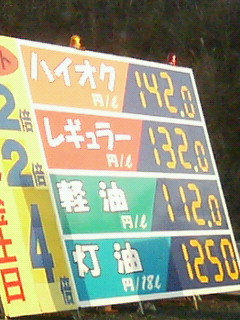 ハイオク 円/ℓ 142.0
レギュラー 円/ℓ 132.0
軽油 円/ℓ 112.0
灯油 円/18ℓ 1250
2倍
2倍
4倍
日